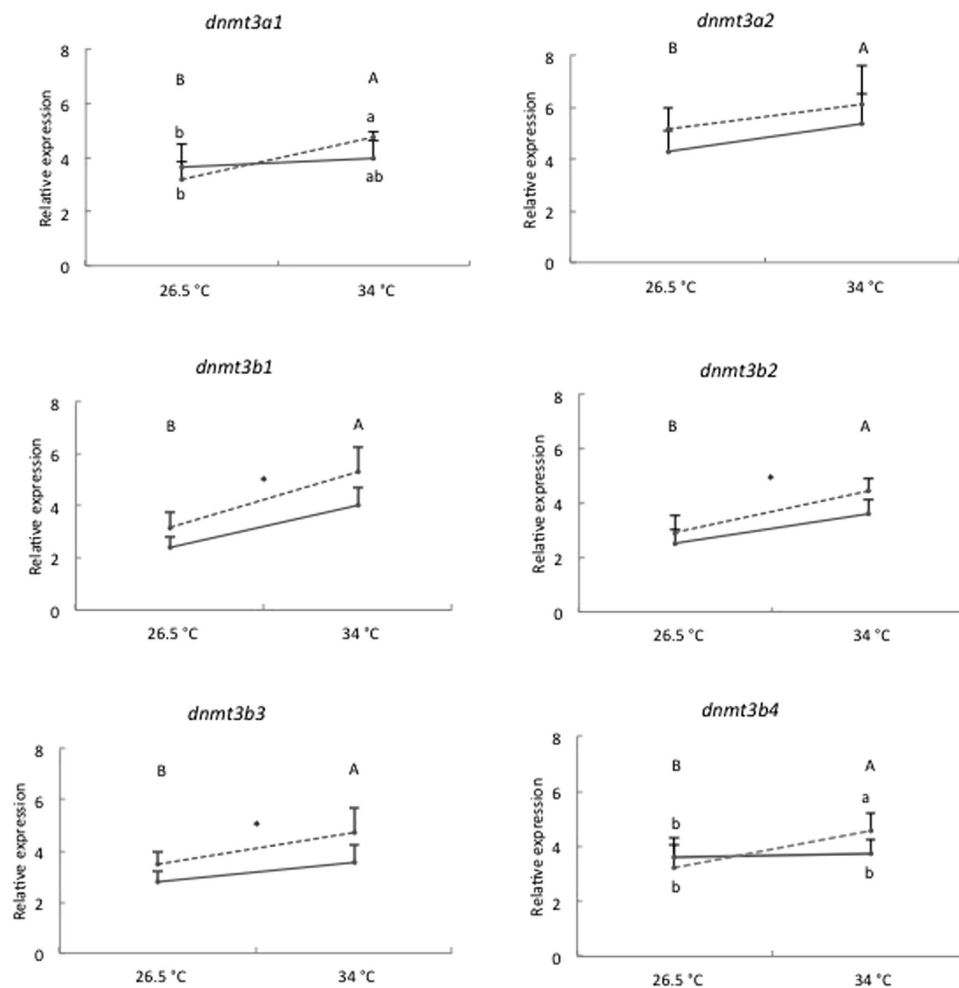 dnmt3a1
8
6
4
2
0
Relative expression
B
A
b
a
b
ab
26.5 °C
34 °C
dnmt3a2
8
6
4
2
0
Relative expression
B
A
26.5 °C
34 °C
dnmt3b1
8
6
4
2
0
Relative expression
B
A
*
26.5 °C
34 °C
dnmt3b2
8
6
4
2
0
Relative expression
B
A
*
26.5 °C
34 °C
dnmt3b3
8
6
4
2
0
Relative expression
B
A
*
26.5 °C
34 °C
dnmt3b4
8
6
4
2
0
Relative expression
B
A
b
a
b
b
26.5 °C
34 °C